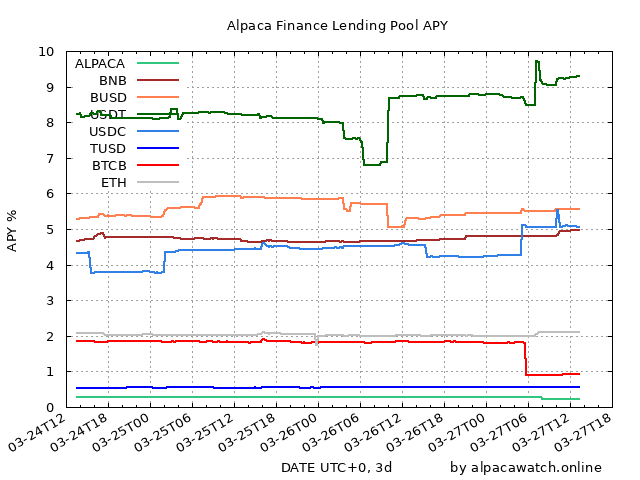 Alpaca Finance Lending Pool APY
10
9
8
7
6
5
4
3
2
1
0
APY %
ALPACA
BNB
BUSD
USDT
USDC
TUSD
BTCB
ETH
03-24T12
03-24T18
03-25T00
03-25T06
03-25T12
03-25T18
03-26T00
03-26T06
03-26T12
03-26T18
03-27T00
03-27T06
03-27T12
03-27T18
DATE UTC+0, 3d
by alpacawatch.online